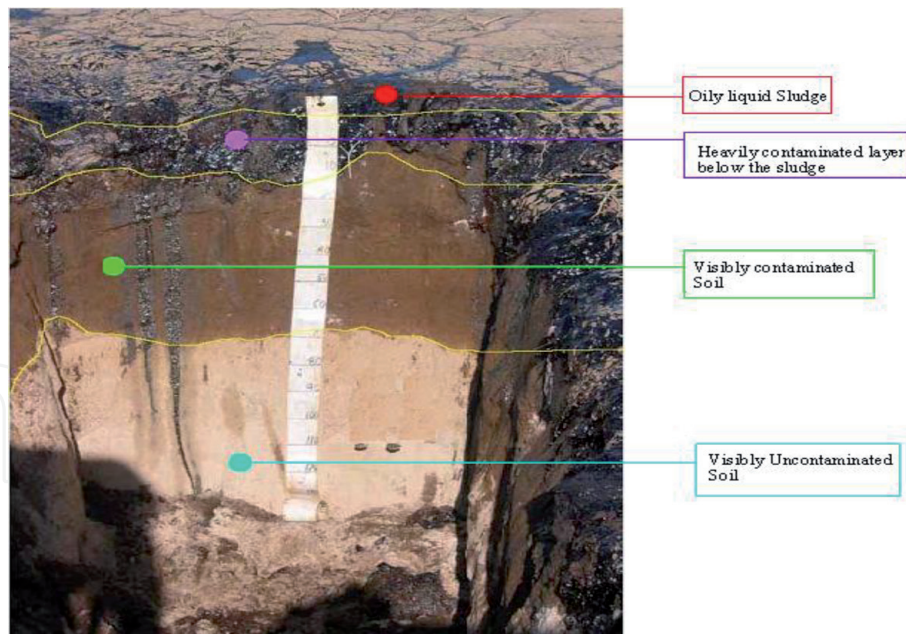 Oily liquid Sludge
Heavily contaminated layer
below the sludge
Visibly contaminated
Soil
Visibly Uncontaminated
Soil